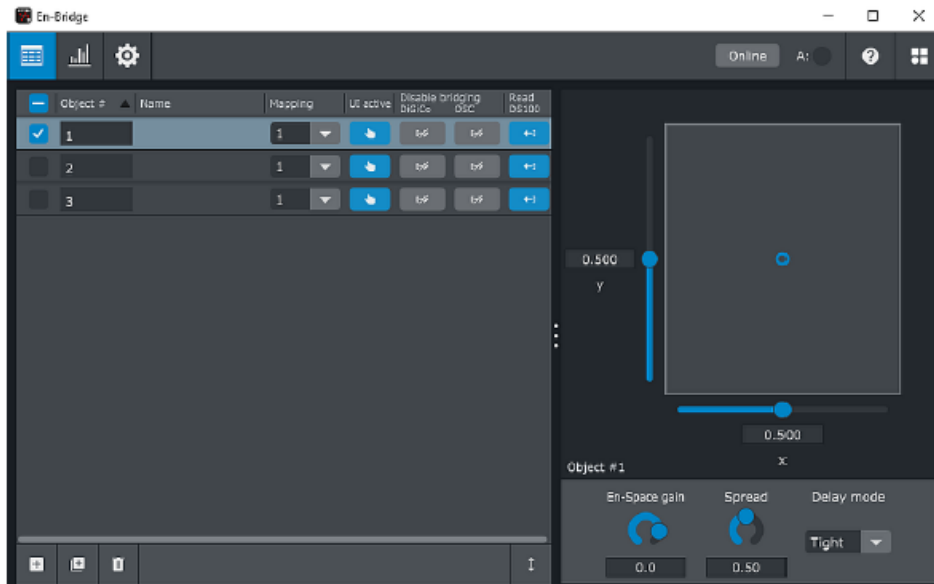 En-Bridge
Online A:
Object # Name Mapping UI active Disable bridging DiGiCo OSC Read DS100
1 1
2 1
3 1
0.500
y
0.500
x
Object #1
En-Space gain Spread Delay mode
Tight
0.0 0.50